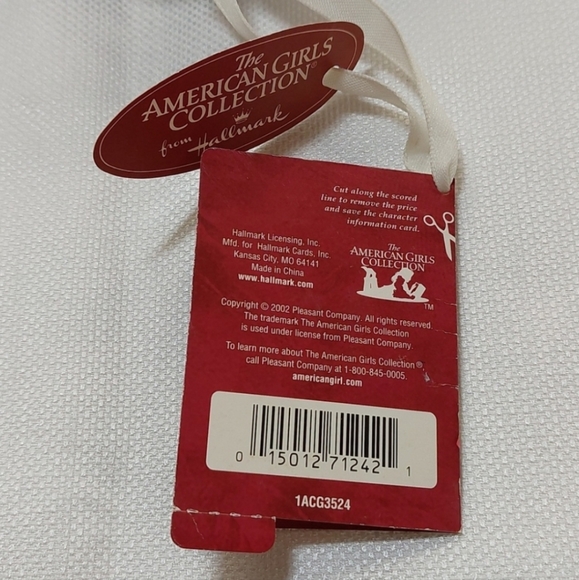 The
AMERICAN GIRLS
COLLECTION®
from Hallmark
Cut along the scored
line to remove the price
and save the character
information card.
Hallmark Licensing, Inc.
Mfd. for Hallmark Cards, Inc.
Kansas City, MO 64141
Made in China
www.hallmark.com
The
AMERICAN GIRLS
COLLECTION
™
Copyright © 2002 Pleasant Company. All rights reserved.
The trademark The American Girls Collection
is used under license from Pleasant Company.
To learn more about The American Girls Collection®
call Pleasant Company at 1-800-845-0005.
americangirl.com
0 15012 71242 1
1ACG3524